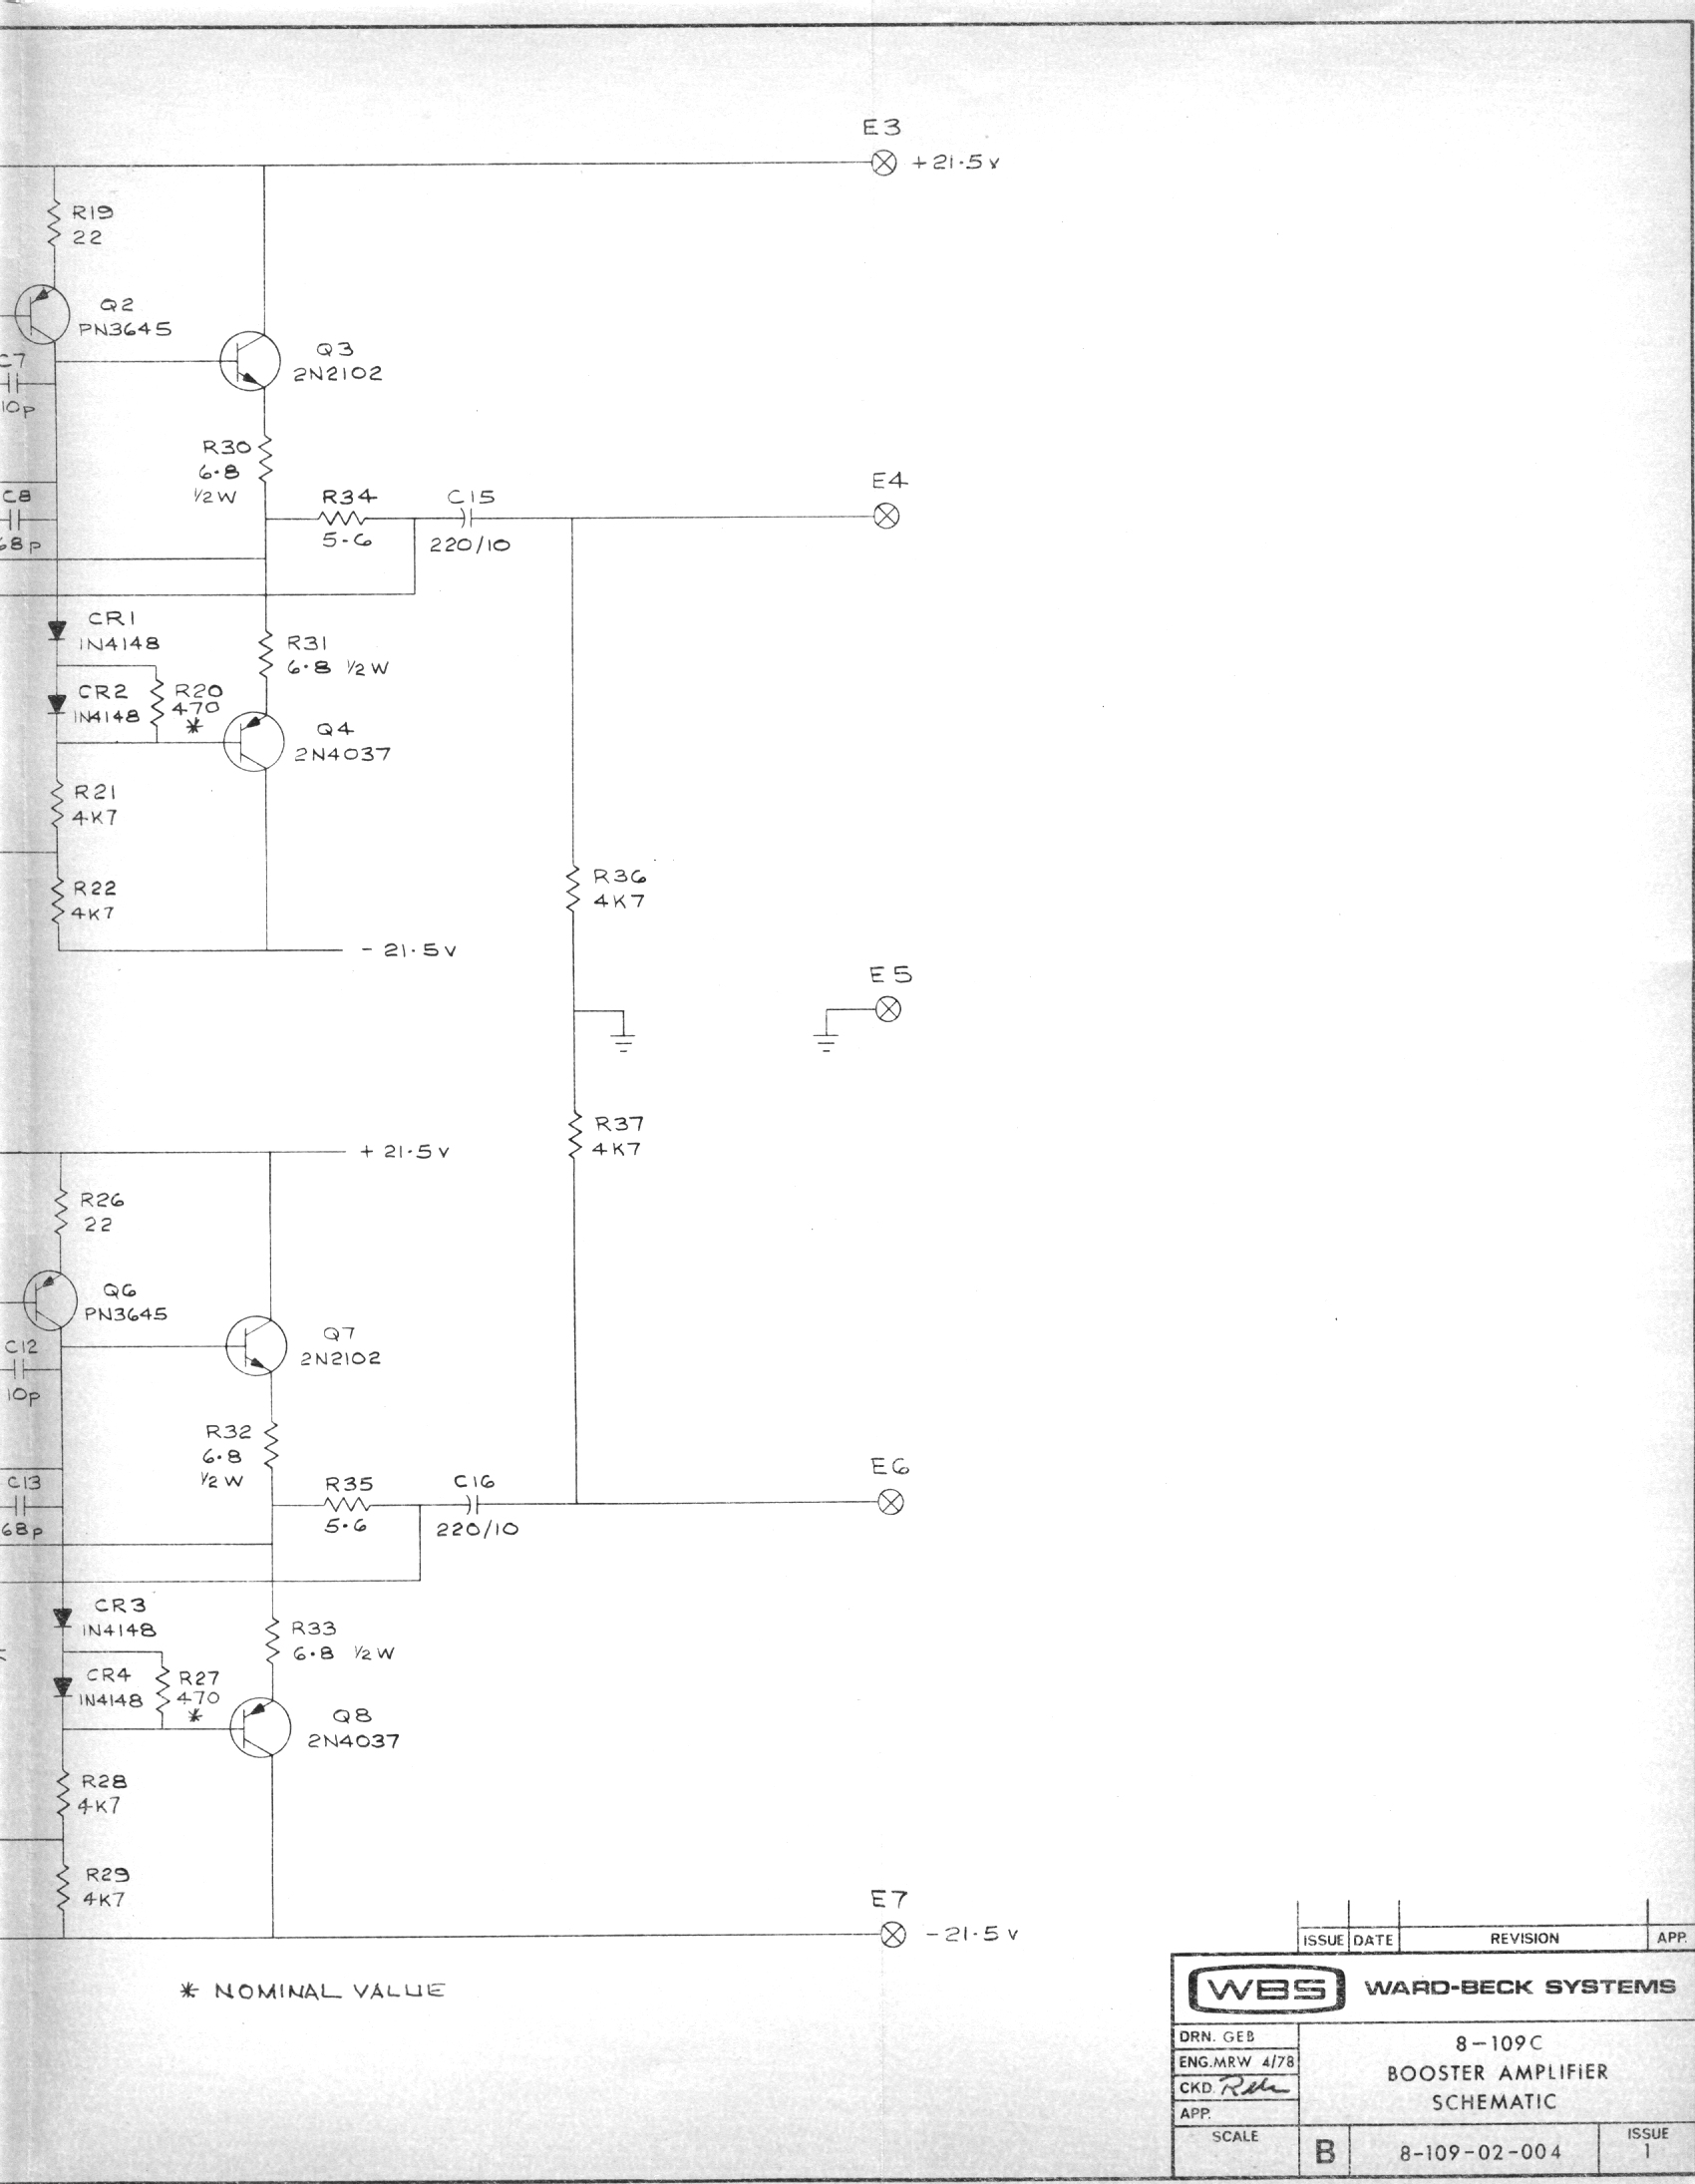 E3
+21.5v
R19
22
Q2
PN3645
C7
10p
Q3
2N2102
R30
6.8
1/2W
C8
68p
R34
5.6
C15
220/10
E4
CR1
1N4148
R31
6.8 1/2W
CR2
1N4148
R20
470
*
Q4
2N4037
R21
4K7
R22
4K7
-21.5v
R36
4K7
E5
R37
4K7
+21.5v
R26
22
Q6
PN3645
C12
10p
Q7
2N2102
R32
6.8
1/2W
C13
68p
R35
5.6
C16
220/10
E6
CR3
1N4148
R33
6.8 1/2W
CR4
1N4148
R27
470
*
Q8
2N4037
R28
4K7
R29
4K7
E7
-21.5v
* NOMINAL VALUE
ISSUE DATE REVISION APP.
WBS WARD-BECK SYSTEMS
DRN. GEB
ENG. MRW 4/78
CKD.
APP.
SCALE
8-109C
BOOSTER AMPLIFIER
SCHEMATIC
B
8-109-02-004
ISSUE
1